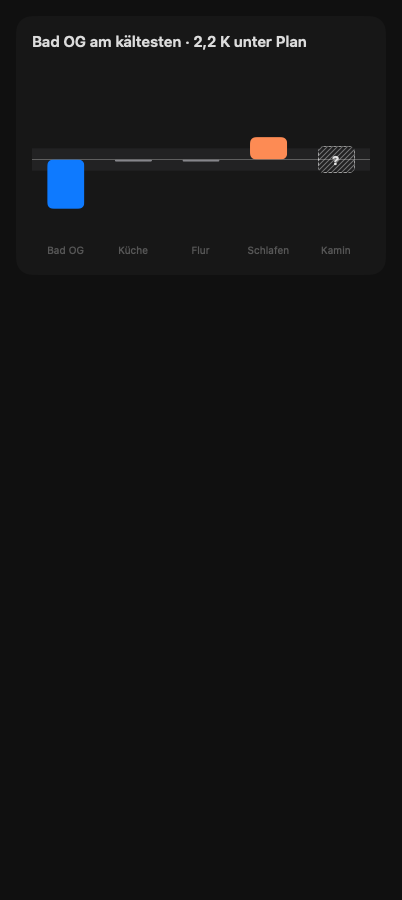 Bad OG am kältesten · 2,2 K unter Plan
?
Bad OG Küche Flur Schlafen Kamin